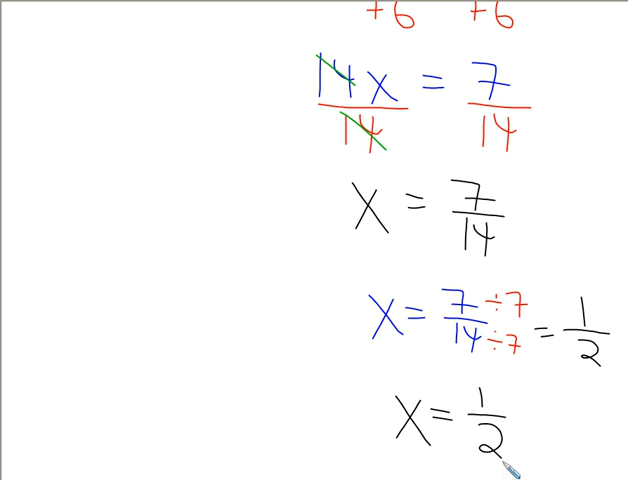 +6 +6
14x = 7
14 14
x = 7
14
x = 7 ÷7
14 ÷7 = 1
2
x = 1
2